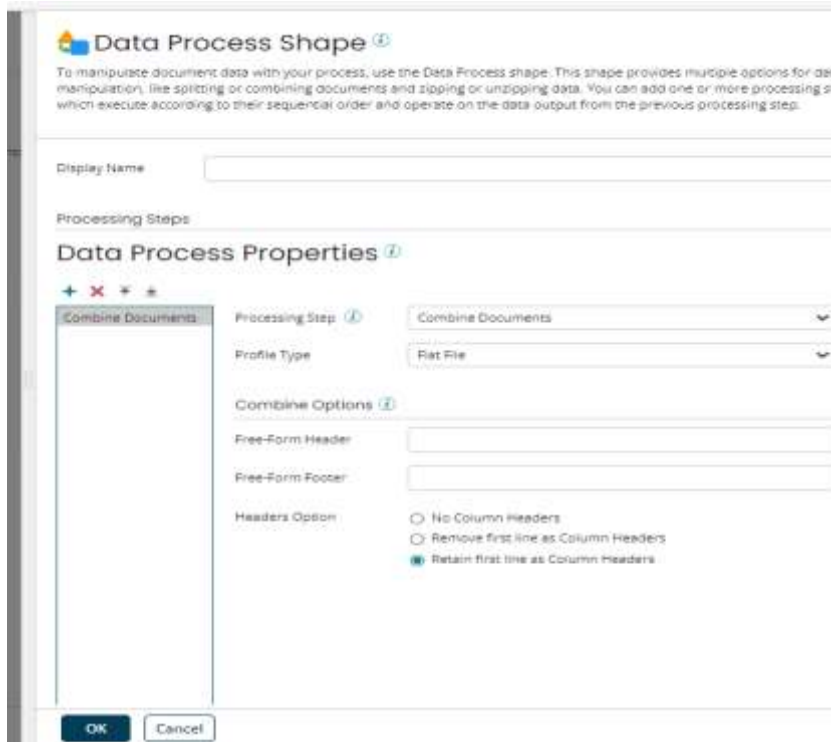 Data Process Shape
To manipulate document data with your process, use the Data Process shape. This shape provides multiple options for da
manipulation, like splitting or combining documents and zipping or unzipping data. You can add one or more processing s
which execute according to their sequential order and operate on the data output from the previous processing step.
Display Name
Processing Steps
Data Process Properties
Combine Documents
Processing Step
Combine Documents
Profile Type
Flat File
Combine Options
Free-Form Header
Free-Form Footer
Headers Option
No Column Headers
Remove first line as Column Headers
Retain first line as Column Headers
OK
Cancel